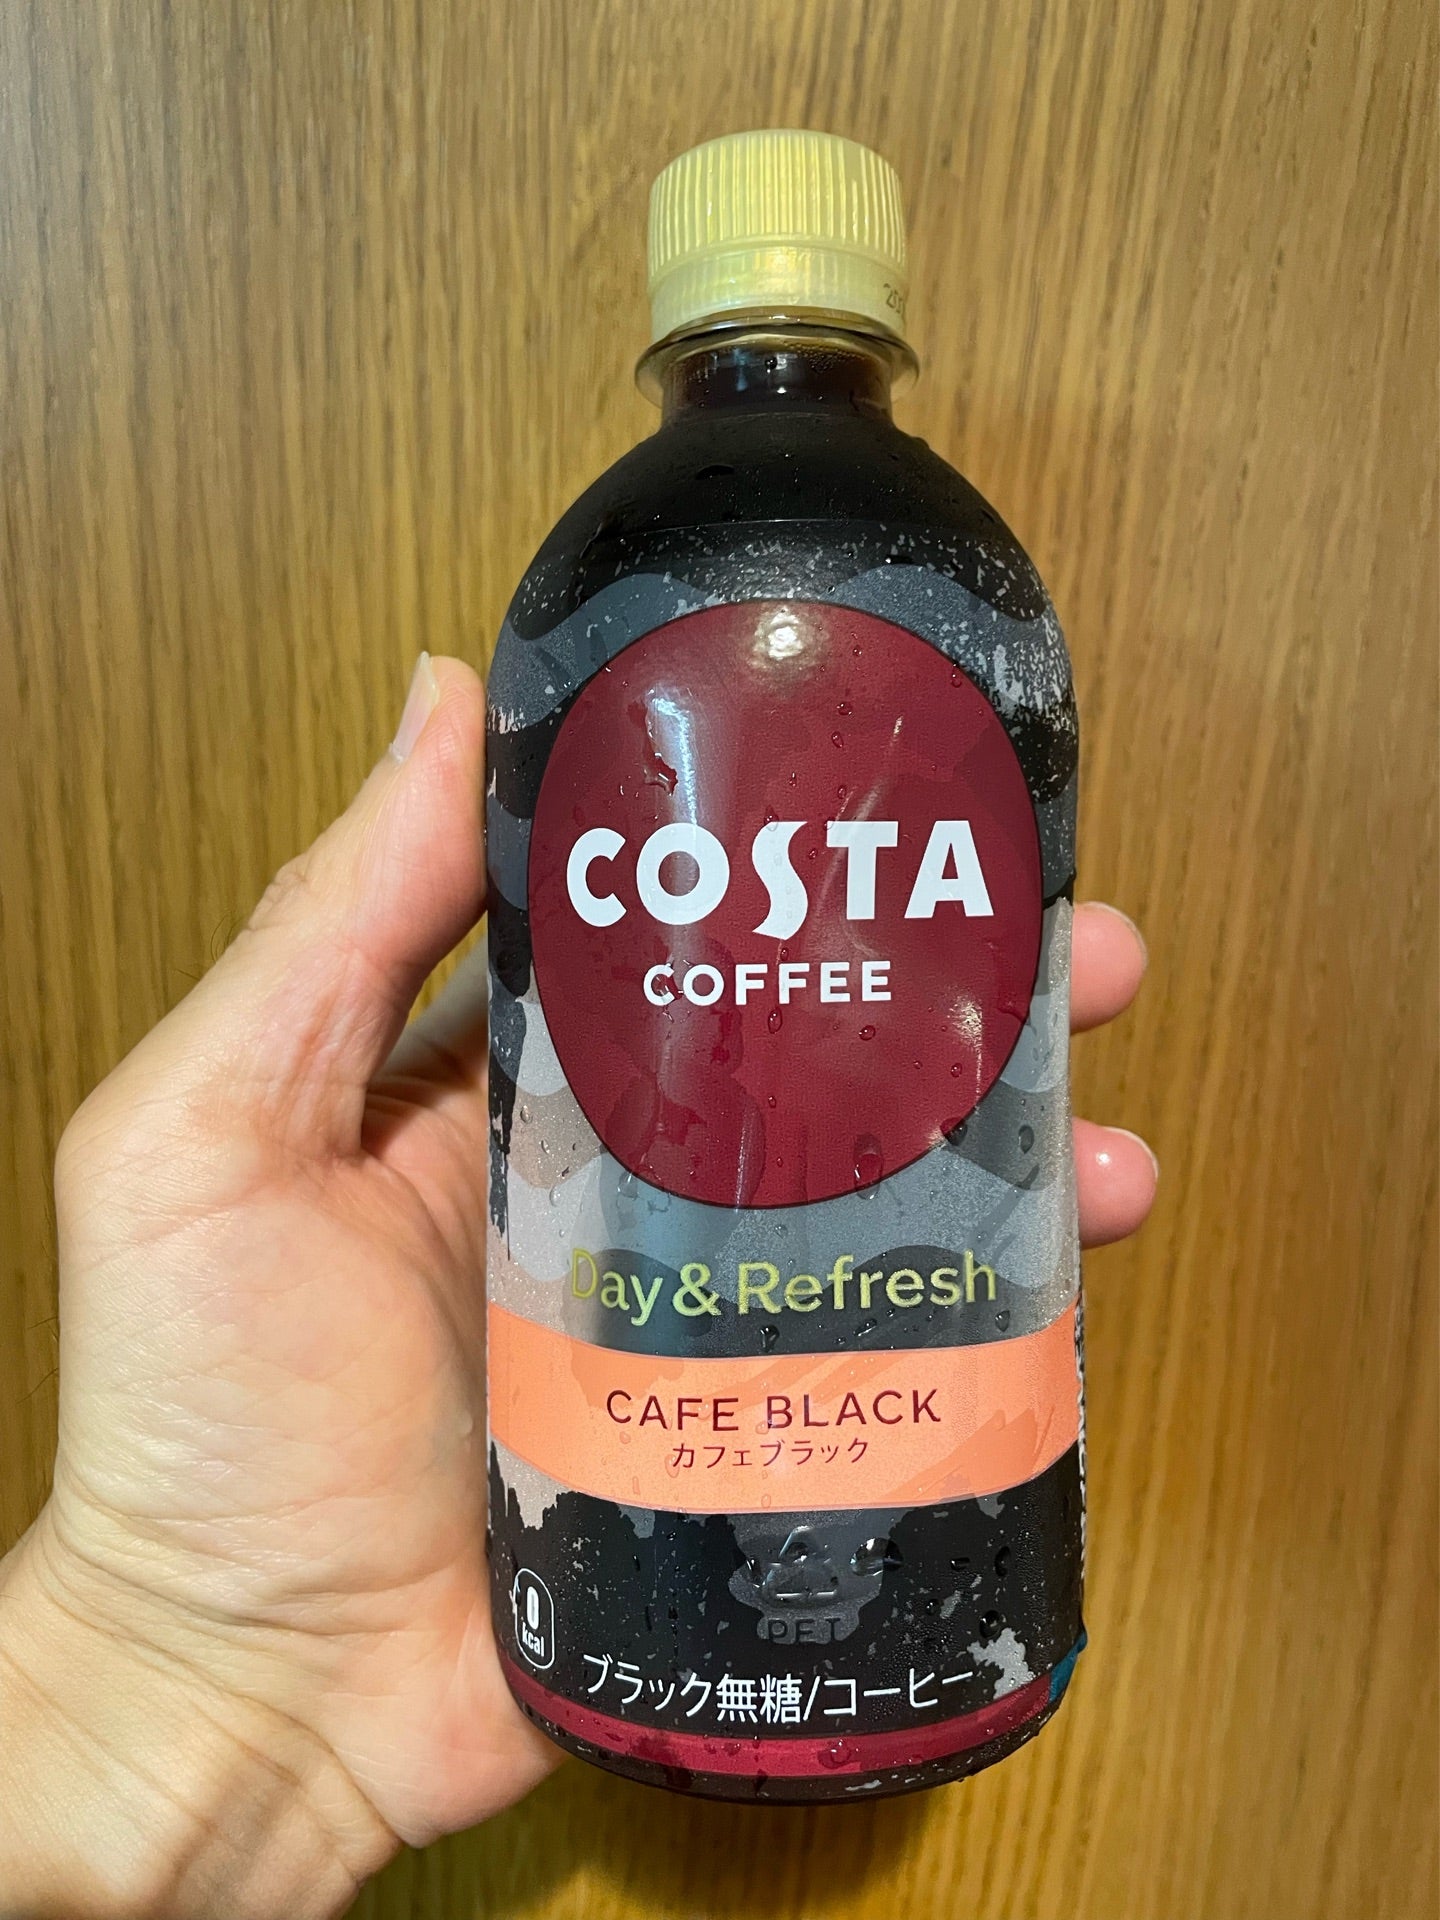 COSTA
COFFEE
Day & Refresh
CAFE BLACK
カフェブラック
PET
0
kcal
ブラック無糖/コーヒー